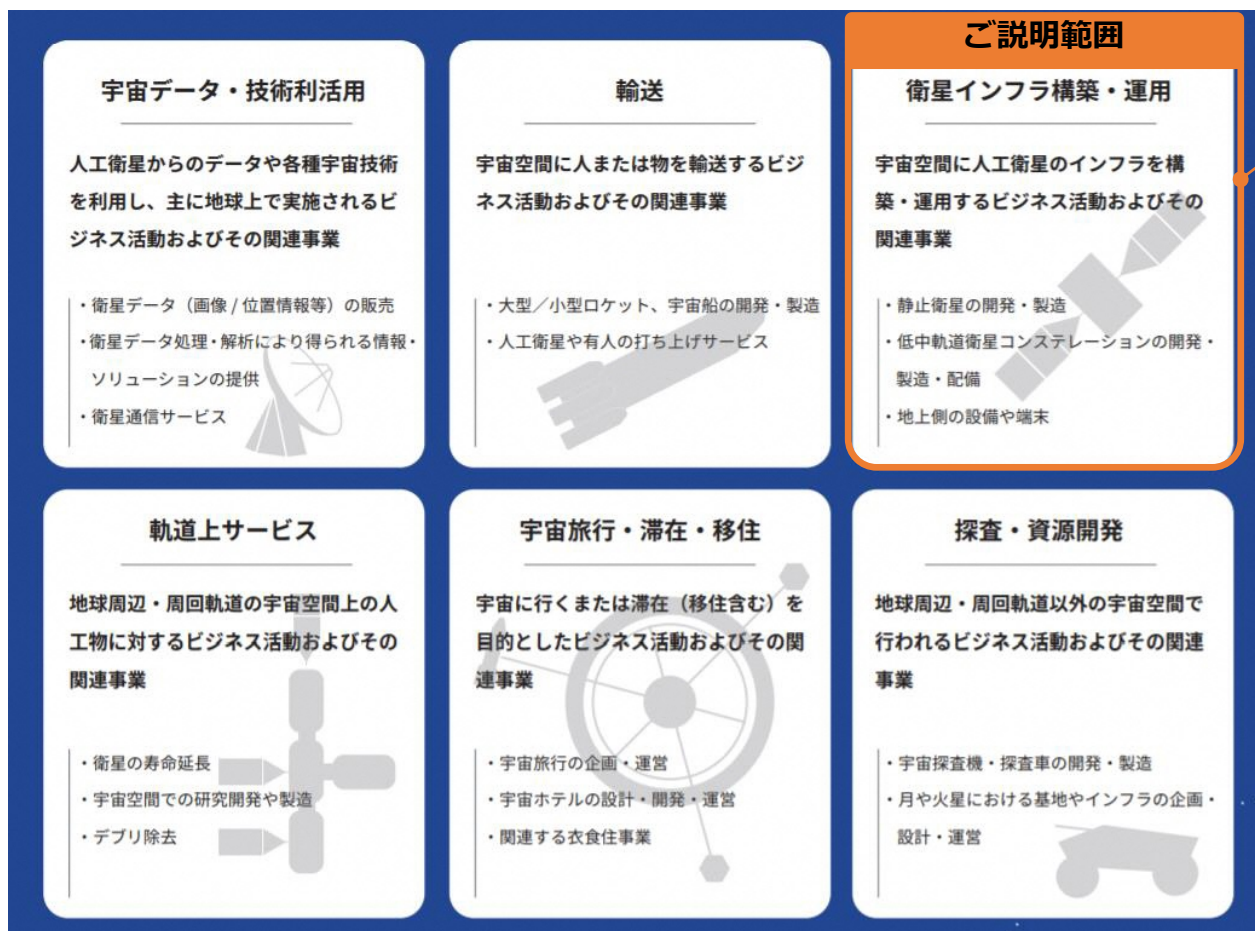 ご説明範囲
宇宙データ・技術利活用
人工衛星からのデータや各種宇宙技術
を利用し、主に地球上で実施されるビ
ジネス活動およびその関連事業
・衛星データ（画像 / 位置情報等）の販売
・衛星データ処理・解析により得られる情報・
ソリューションの提供
・衛星通信サービス
輸送
宇宙空間に人または物を輸送するビジ
ネス活動およびその関連事業
・大型／小型ロケット、宇宙船の開発・製造
・人工衛星や有人の打ち上げサービス
衛星インフラ構築・運用
宇宙空間に人工衛星のインフラを構
築・運用するビジネス活動およびその
関連事業
・静止衛星の開発・製造
・低中軌道衛星コンステレーションの開発・
製造・配備
・地上側の設備や端末
軌道上サービス
地球周辺・周回軌道の宇宙空間上の人
工物に対するビジネス活動およびその
関連事業
・衛星の寿命延長
・宇宙空間での研究開発や製造
・デブリ除去
宇宙旅行・滞在・移住
宇宙に行くまたは滞在（移住含む）を
目的としたビジネス活動およびその関
連事業
・宇宙旅行の企画・運営
・宇宙ホテルの設計・開発・運営
・関連する衣食住事業
探査・資源開発
地球周辺・周回軌道以外の宇宙空間で
行われるビジネス活動およびその関連
事業
・宇宙探査機・探査車の開発・製造
・月や火星における基地やインフラの企画・
設計・運営